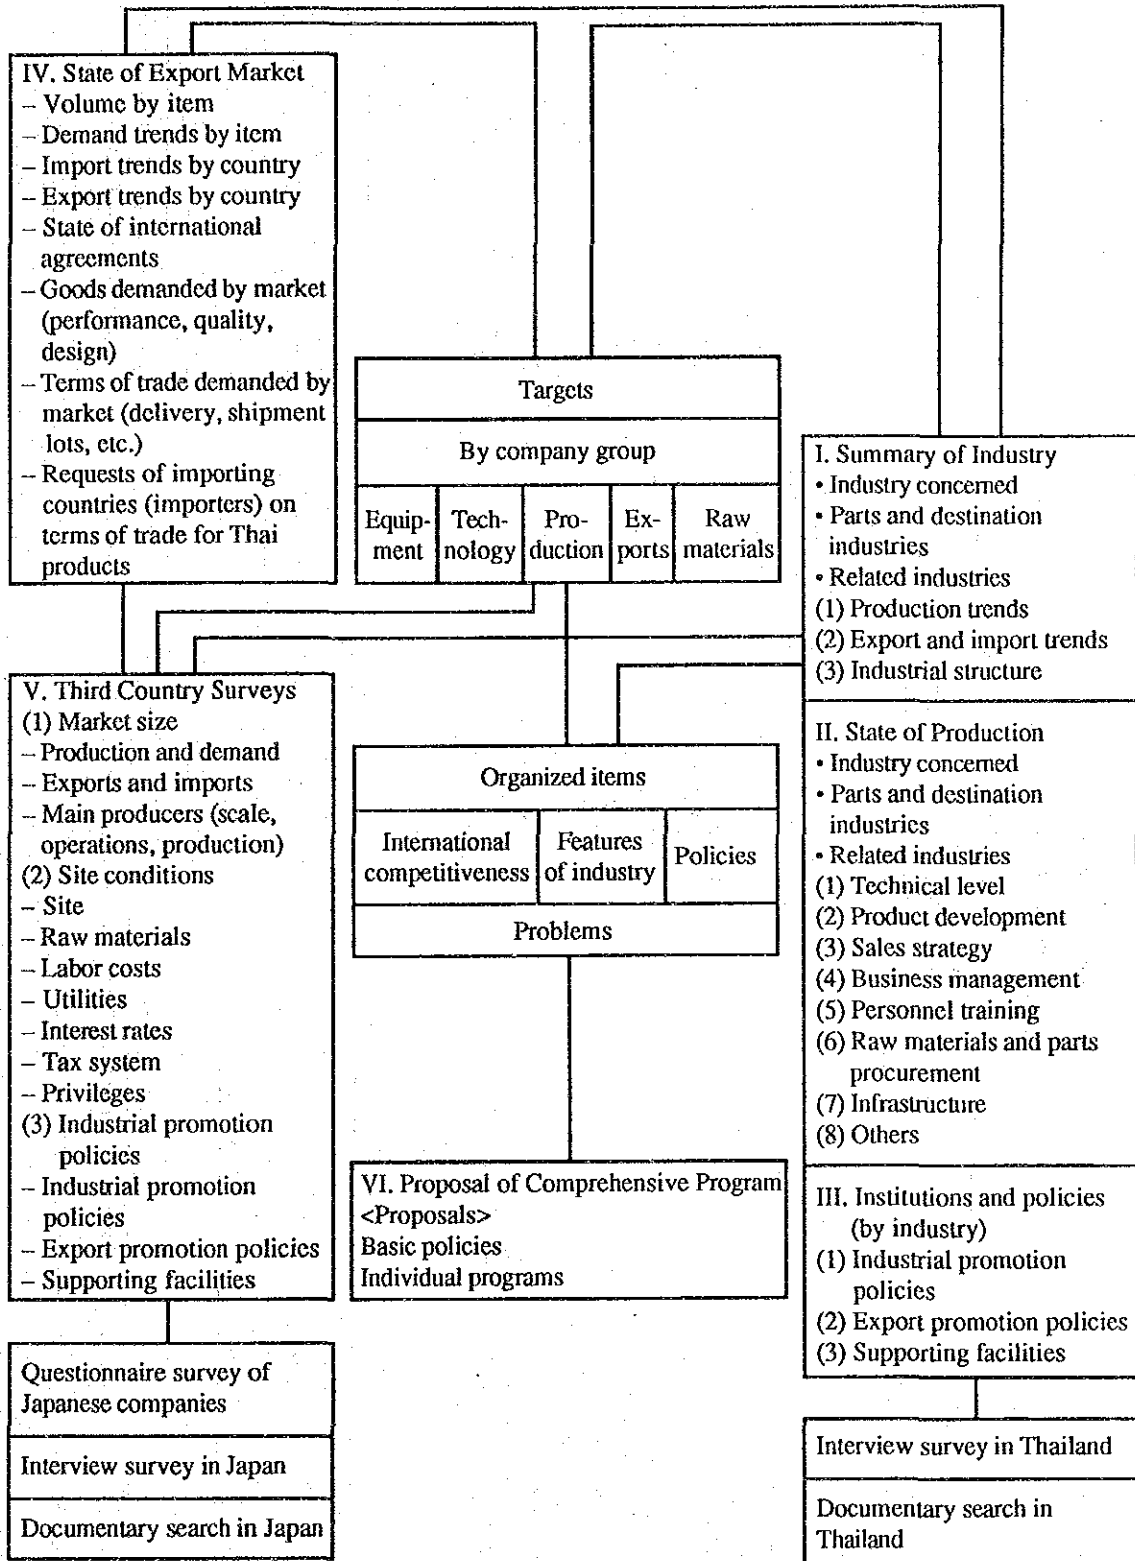 IV. State of Export Market
– Volume by item
– Demand trends by item
– Import trends by country
– Export trends by country
– State of international
agreements
– Goods demanded by market
(performance, quality,
design)
– Terms of trade demanded by
market (delivery, shipment
lots, etc.)
– Requests of importing
countries (importers) on
terms of trade for Thai
products
Targets
By company group
Equip-
ment
Tech-
nology
Pro-
duction
Ex-
ports
Raw
materials
I. Summary of Industry
• Industry concerned
• Parts and destination
industries
• Related industries
(1) Production trends
(2) Export and import trends
(3) Industrial structure
V. Third Country Surveys
(1) Market size
– Production and demand
– Exports and imports
– Main producers (scale,
operations, production)
(2) Site conditions
– Site
– Raw materials
– Labor costs
– Utilities
– Interest rates
– Tax system
– Privileges
(3) Industrial promotion
policies
– Industrial promotion
policies
– Export promotion policies
– Supporting facilities
Organized items
International
competitiveness
Features
of industry
Policies
Problems
II. State of Production
• Industry concerned
• Parts and destination
industries
• Related industries
(1) Technical level
(2) Product development
(3) Sales strategy
(4) Business management
(5) Personnel training
(6) Raw materials and parts
procurement
(7) Infrastructure
(8) Others
VI. Proposal of Comprehensive Program
<Proposals>
Basic policies
Individual programs
III. Institutions and policies
(by industry)
(1) Industrial promotion
policies
(2) Export promotion policies
(3) Supporting facilities
Questionnaire survey of
Japanese companies
Interview survey in Japan
Documentary search in Japan
Interview survey in Thailand
Documentary search in
Thailand